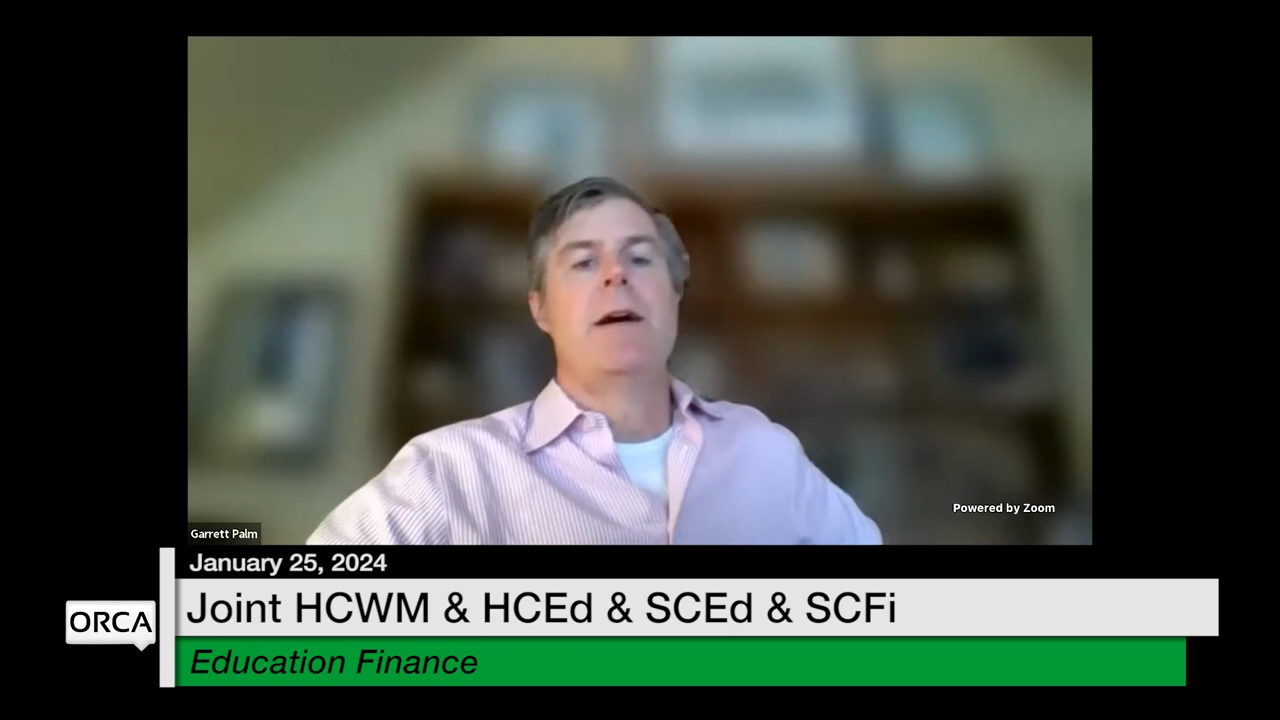 Powered by Zoom
Garrett Palm
January 25, 2024
Joint HCWM & HCEd & SCEd & SCFi
ORCA
Education Finance